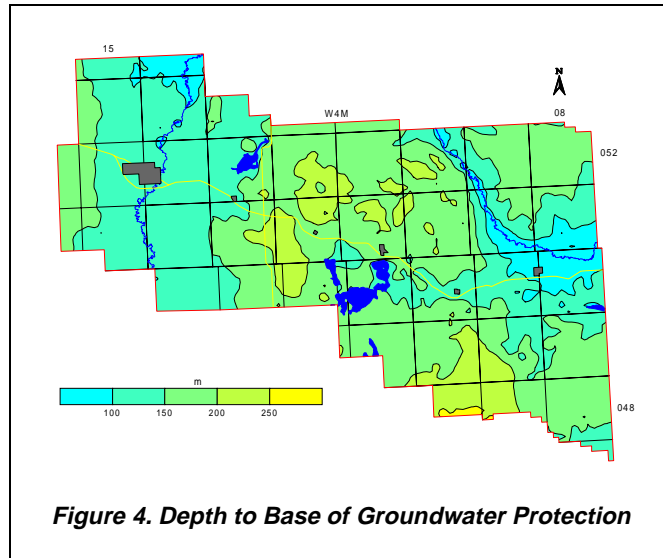 15
N
W4M
08
052
m
100 150 200 250
048
Figure 4. Depth to Base of Groundwater Protection